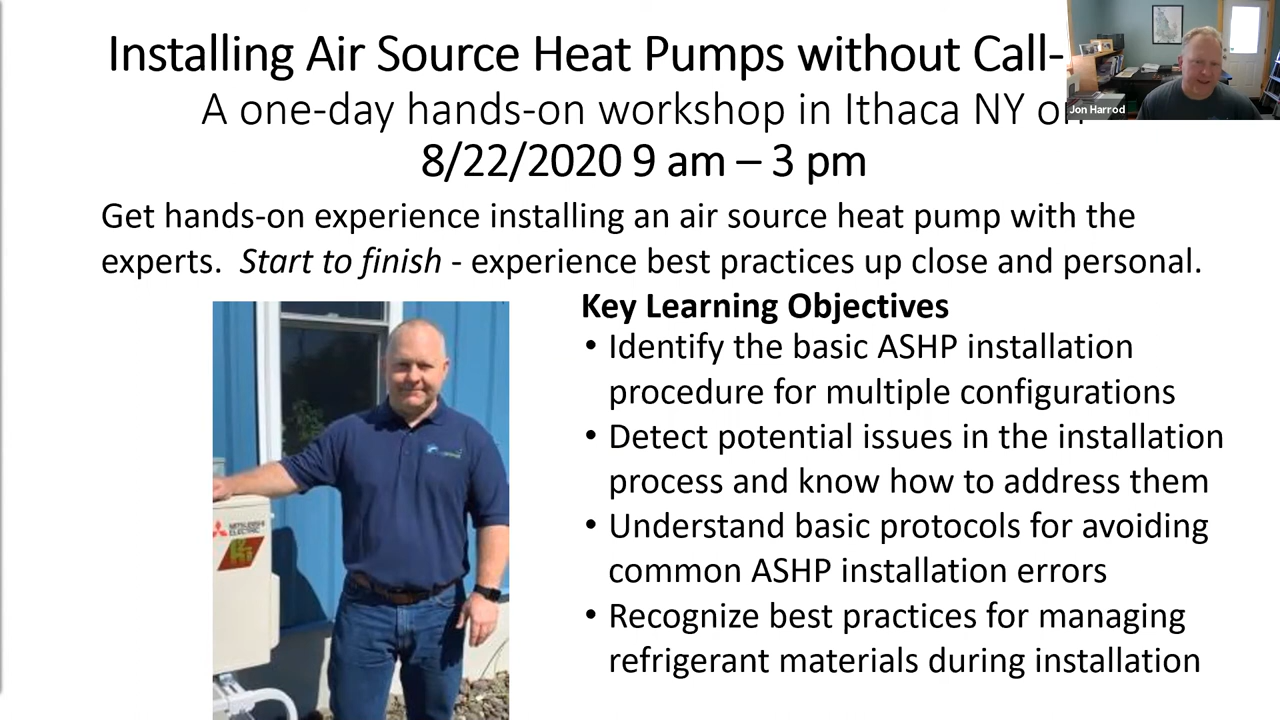 Installing Air Source Heat Pumps without Call-
A one-day hands-on workshop in Ithaca NY on
Jon Harrod
8/22/2020 9 am – 3 pm
Get hands-on experience installing an air source heat pump with the
experts. Start to finish - experience best practices up close and personal.
Key Learning Objectives
• Identify the basic ASHP installation
procedure for multiple configurations
• Detect potential issues in the installation
process and know how to address them
• Understand basic protocols for avoiding
common ASHP installation errors
• Recognize best practices for managing
refrigerant materials during installation
MITSUBISHI
ELECTRIC